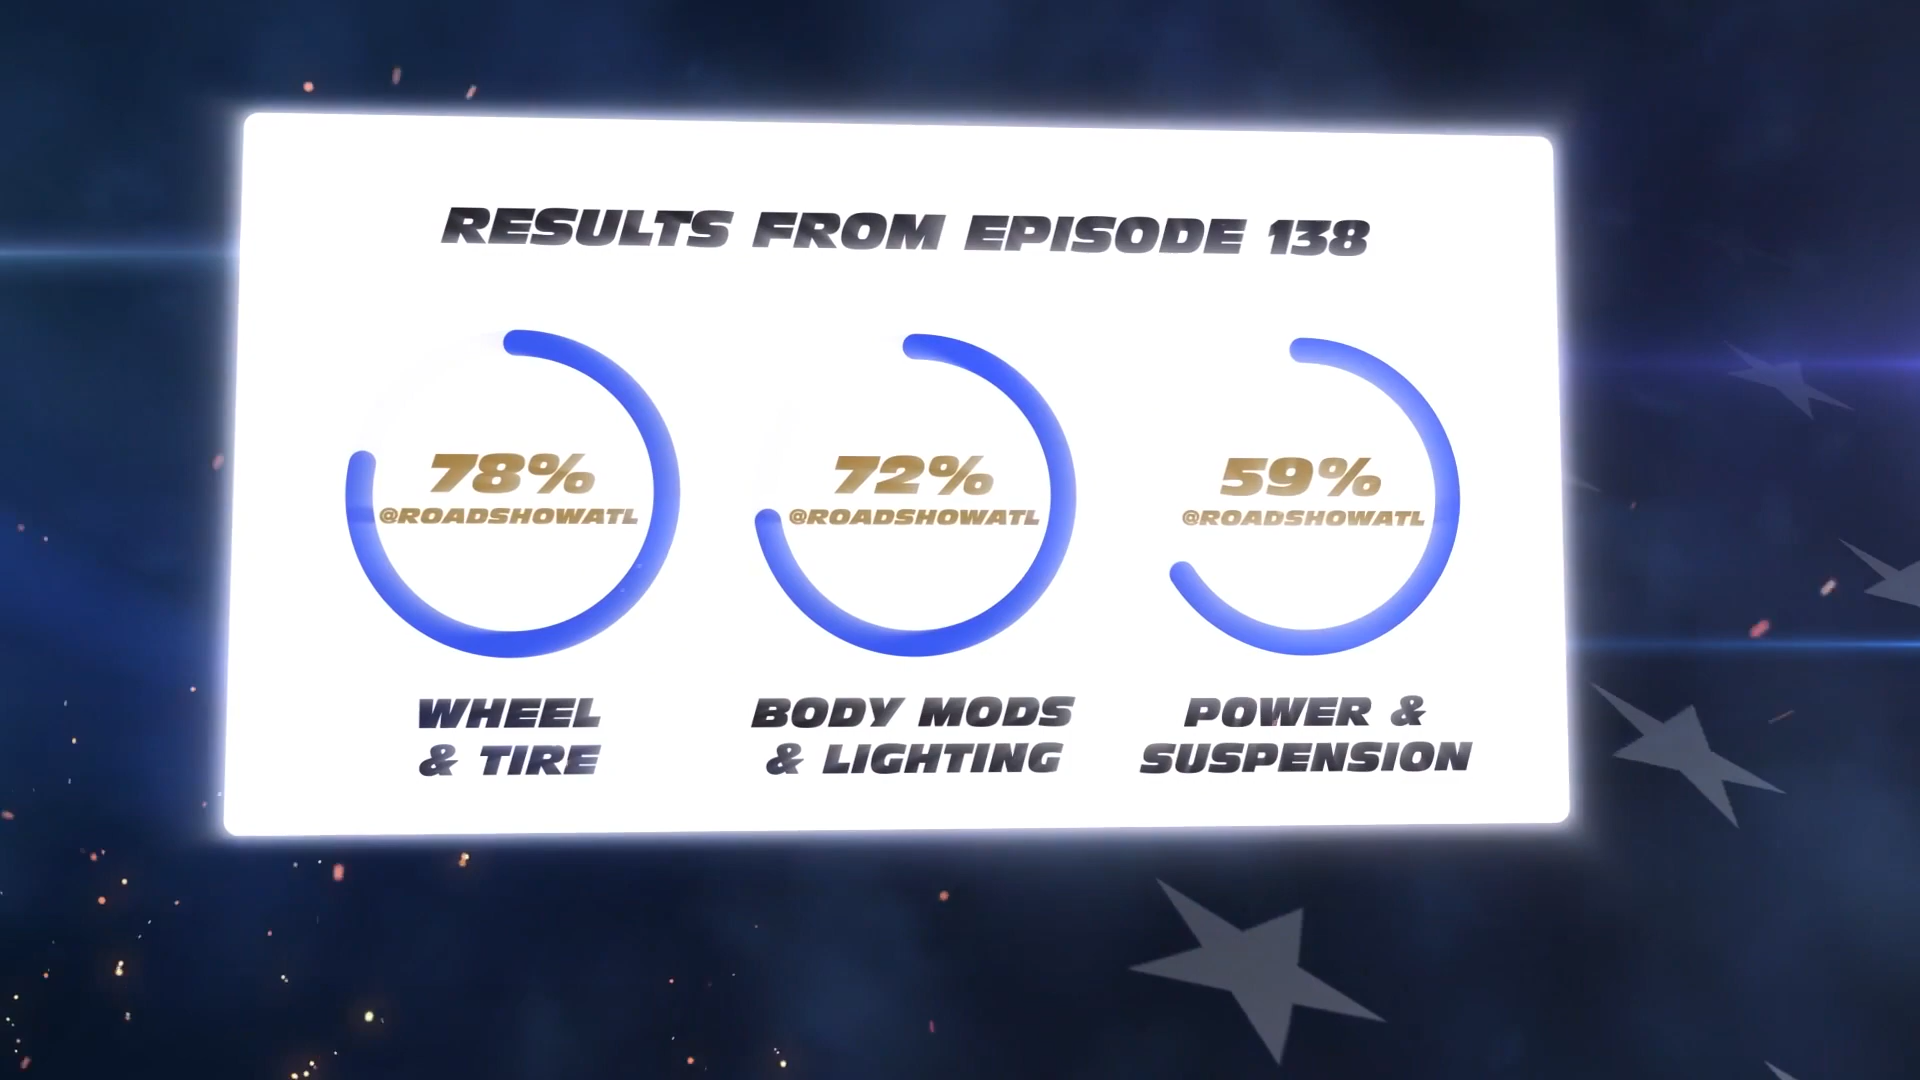 RESULTS FROM EPISODE 138
78%
@ROADSHOWATL
72%
@ROADSHOWATL
59%
@ROADSHOWATL
WHEEL
& TIRE
BODY MODS
& LIGHTING
POWER &
SUSPENSION